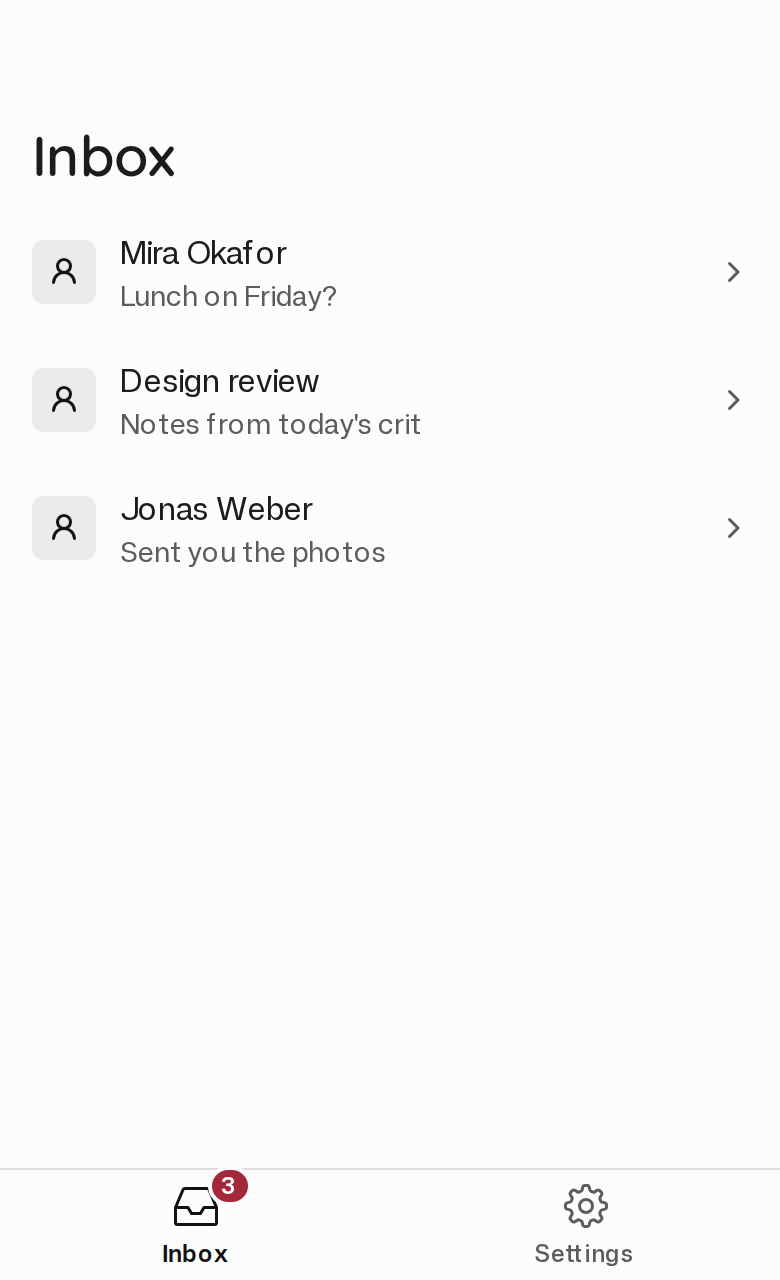 Inbox
Mira Okafor
Lunch on Friday?
Design review
Notes from today's crit
Jonas Weber
Sent you the photos
3
Inbox
Settings